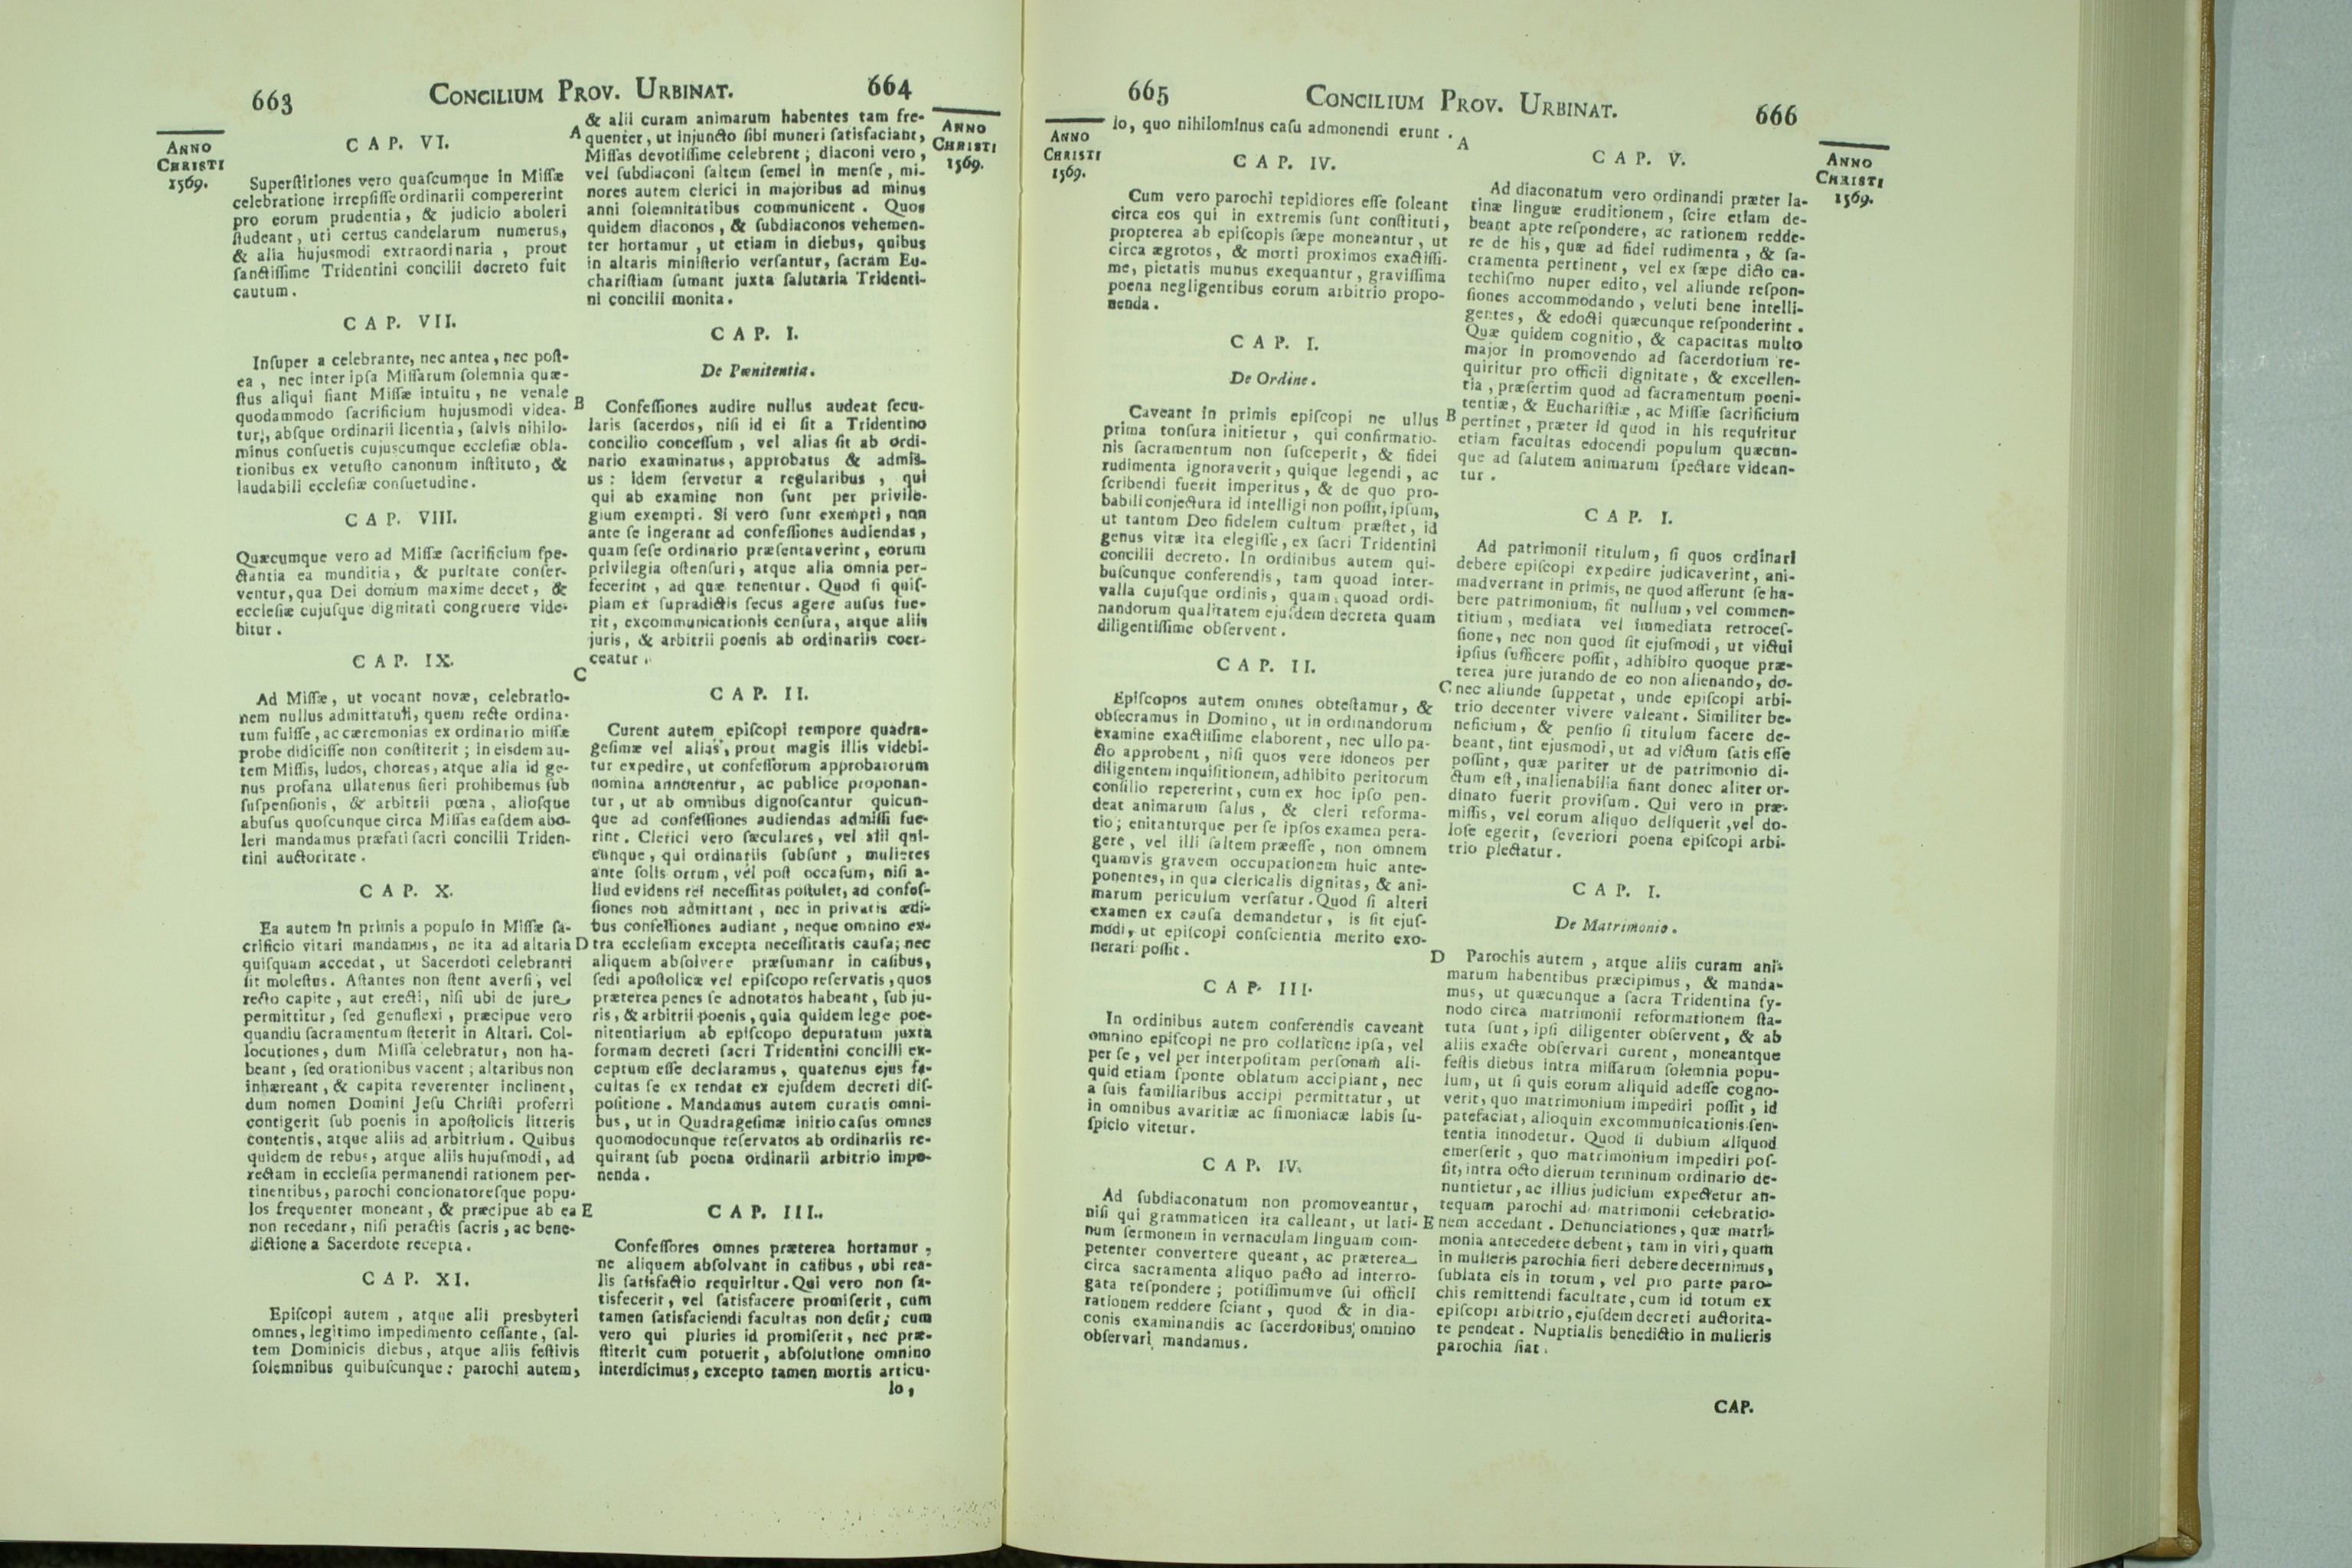 663
CONCILIUM PROV. URBINAT.
664
ANNO
CHRISTI
1569.
CAP. VI.
Superſtitiones vero quaſcumque in Miſſæ
celebratione irrepſiſſe ordinarii compererint
pro eorum prudentia, & judicio aboleri
ſtudeant, uti certus candelarum numerus,
& alia hujuſmodi extraordinaria, prout
ſanctiſſime Tridentini concilii decreto fuit
cautum.
CAP. VII.
Inſuper a celebrante, nec antea, nec poſt-
ea, nec inter ipſa Miſſarum ſolemnia quæ-
ſtus aliqui fiant Miſſæ intuitu, ne venale
quodammodo ſacrificium hujuſmodi videa-
tur, abſque ordinarii licentia, ſalvis nihilo-
minus conſuetis cujuſcumque eccleſiæ obla-
tionibus ex vetuſto canonum inſtituto, &
laudabili eccleſiæ conſuetudine.
CAP. VIII.
Quæcumque vero ad Miſſæ ſacrificium ſpe-
ctantia ea munditia, & puritate conſer-
ventur, qua Dei domum maxime decet, &
eccleſiæ cujuſque dignitati congruere vide-
bitur.
CAP. IX.
Ad Miſſæ, ut vocant novæ, celebratio-
nem nullus admittatur, quem recte ordina-
tum fuiſſe, ac cæremonias ex ordinario miſſæ
probe didiciſſe non conſtiterit; in eisdem au-
tem Miſſis, ludos, choreas, atque alia id ge-
nus profana ullatenus fieri prohibemus ſub
ſuſpenſionis, & arbitrii pœna, alioſque
abuſus quoſcunque circa Miſſas eaſdem abo-
leri mandamus præfati ſacri concilii Triden-
tini auctoritate.
CAP. X.
Ea autem in primis a populo in Miſſæ ſa-
crificio vitari mandamus, ne ita ad altaria
quiſquam accedat, ut Sacerdoti celebranti
ſit moleſtus. Aſtantes non ſtent averſi, vel
recto capite, aut erecti, niſi ubi de jure
permittitur, ſed genuflexi, præcipue vero
quandiu ſacramentum ſteterit in Altari. Col-
locutiones, dum Miſſa celebratur, non ha-
beant, ſed orationibus vacent; altaribus non
inhæreant, & capita reverenter inclinent,
dum nomen Domini Jeſu Chriſti proferri
contigerit ſub poenis in apoſtolicis litteris
contentis, atque aliis ad arbitrium. Quibus
quidem de rebus, atque aliis hujuſmodi, ad
rectam in eccleſia permanendi rationem per-
tinentibus, parochi concionatoreſque popu-
los frequenter moneant, & præcipue ab ea
non recedant, niſi peractis ſacris, ac bene-
dictione a Sacerdote recepta.
CAP. XI.
Epiſcopi autem, atque alii presbyteri
omnes, legitimo impedimento ceſſante, ſal-
tem Dominicis diebus, atque aliis feſtivis
ſolemnibus quibuſcunque: parochi autem,
A
B
C
D
E
& alii curam animarum habentes tam fre-
quenter, ut injuncto ſibi muneri ſatisfaciant,
Miſſas devotiſſime celebrent; diaconi vero,
vel ſubdiaconi ſaltem ſemel in menſe, mi-
nores autem clerici in majoribus ad minus
anni ſolemnitatibus communicent. Quos
quidem diaconos, & ſubdiaconos vehemen-
ter hortamur, ut etiam in diebus, quibus
in altaris miniſterio verſantur, ſacram Eu-
chariſtiam ſumant juxta ſalutaria Tridenti-
ni concilii monita.
CAP. I.
De Pænitentia.
Confeſſiones audire nullus audeat ſecu-
laris ſacerdos, niſi id ei ſit a Tridentino
concilio conceſſum, vel alias ſit ab ordi-
nario examinatus, approbatus & admiſ-
us: idem ſervetur a regularibus, qui
qui ab examine non ſunt per privile-
gium exempti. Si vero ſunt exempti, non
ante ſe ingerant ad confeſſiones audiendas,
quam ſeſe ordinario præſentaverint, eorum
privilegia oſtenſuri, atque alia omnia per-
fecerint, ad quæ tenentur. Quod ſi quiſ-
piam ex ſupradictis ſecus agere auſus fue-
rit, excommunicationis cenſura, atque aliis
juris, & arbitrii poenis ab ordinariis coer-
ceatur.
CAP. II.
Curent autem epiſcopi tempore quadra-
geſimæ vel alias, prout magis illis videbi-
tur expedire, ut confeſſorum approbatorum
nomina annotentur, ac publice proponan-
tur, ut ab omnibus dignoſcantur quicun-
que ad confeſſiones audiendas admiſſi fue-
rint. Clerici vero ſæculares, vel alii qui-
cunque, qui ordinariis ſubſunt, mulieres
ante ſolis ortum, vel poſt occaſum, niſi a-
liud evidens rei neceſſitas poſtulet, ad confeſ-
ſiones non admittant, nec in privatis ædi-
bus confeſſiones audiant, neque omnino ex-
tra eccleſiam excepta neceſſitatis cauſa; nec
aliquem abſolvere præſumant in caſibus,
ſedi apoſtolicæ vel epiſcopo reſervatis, quos
præterea penes ſe adnotatos habeant, ſub ju-
ris, & arbitrii poenis, quia quidem lege poe-
nitentiarium ab epiſcopo deputatum juxta
formam decreti ſacri Tridentini concilii ex-
ceptum eſſe declaramus, quatenus ejus fa-
cultas ſe ex rendat ex ejuſdem decreti diſ-
poſitione. Mandamus autem curatis omni-
bus, ut in Quadrageſimæ initio caſus omnes
quomodocunque reſervatos ab ordinariis re-
quirant ſub poena ordinarii arbitrio impo-
nenda.
CAP. III.
Confeſſores omnes præterea hortamur,
ne aliquem abſolvant in caſibus, ubi rea-
lis ſatisfactio requiritur. Qui vero non ſa-
tisfecerit, vel ſatisfacere promiſerit, cum
tamen ſatisfaciendi facultas non deſit; cum
vero qui pluries id promiſerit, nec præ-
ſtiterit cum potuerit, abſolutione omnino
interdicimus, excepto tamen mortis articu-
lo,
ANNO
CHRISTI
1569.
665
CONCILIUM PROV. URBINAT.
666
ANNO
CHRISTI
1569.
lo, quo nihilominus caſu admonendi erunt.
CAP. IV.
Cum vero parochi tepidiores eſſe ſoleant
circa eos qui in extremis ſunt conſtituti,
propterea ab epiſcopis ſæpe moneantur, ut
circa ægrotos, & morti proximos exactiſſi-
me, pietatis munus exequantur, graviſſima
poena negligentibus eorum arbitrio propo-
nenda.
CAP. I.
De Ordine.
Caveant in primis epiſcopi ne ullus
prima tonſura initietur, qui confirmatio-
nis ſacramentum non ſuſceperit, & fidei
rudimenta ignoraverit, quique legendi, ac
ſcribendi fuerit imperitus, & de quo pro-
babili conjectura id intelligi non poſſit, ipſum,
ut tantum Deo fidelem cultum præſtet, id
genus vitæ ita elegiſſe, ex ſacri Tridentini
concilii decreto. In ordinibus autem qui-
buſcunque conferendis, tam quoad inter-
valla cujuſque ordinis, quam quoad ordi-
nandorum qualitatem ejuſdem decreta quam
diligentiſſime obſervent.
CAP. II.
Epiſcopos autem omnes obteſtamur, &
obſecramus in Domino, ut in ordinandorum
examine exactiſſime elaborent, nec ullo pa-
cto approbent, niſi quos vere idoneos per
diligentem inquiſitionem, adhibito peritorum
conſilio repererint, cum ex hoc ipſo pen-
deat animarum ſalus, & cleri reforma-
tio; enitanturque per ſe ipſos examen pera-
gere, vel illi ſaltem præeſſe, non omnem
quamvis gravem occupationem huic ante-
ponentes, in qua clericalis dignitas, & ani-
marum periculum verſatur. Quod ſi alteri
examen ex cauſa demandetur, is ſit ejuſ-
modi, ut epiſcopi conſcientia merito exo-
nerari poſſit.
CAP. III.
In ordinibus autem conferendis caveant
omnino epiſcopi ne pro collatione ipſa, vel
per ſe, vel per interpoſitam perſonam ali-
quid etiam ſponte oblatum accipiant, nec
a ſuis familiaribus accipi permittatur, ut
in omnibus avaritiæ ac ſimoniacæ labis ſu-
ſpicio vitetur.
CAP. IV.
Ad ſubdiaconatum non promoveantur,
niſi qui grammaticen ita calleant, ut lati-
num ſermonem in vernaculam linguam com-
petenter convertere queant, ac præterea
circa sacramenta aliquo pacto ad interro-
gata reſpondere; potiſſimumve ſui officii
rationem reddere ſciant, quod & in dia-
conis examinandis ac ſacerdotibus, omnino
obſervari mandamus.
A
B
C
D
E
CAP. V.
Ad diaconatum vero ordinandi præter la-
tinæ linguæ eruditionem, ſcire etiam de-
beant apte reſpondere, ac rationem redde-
re de his, quæ ad fidei rudimenta, & ſa-
cramenta pertinent, vel ex ſæpe dicto ca-
techiſmo nuper edito, vel aliunde reſpon-
ſiones accommodando, veluti bene intelli-
gentes, & edocti quæcunque reſponderint.
Quæ quidem cognitio, & capacitas multo
major in promovendo ad ſacerdotium re-
quiritur pro officii dignitate, & excellen-
tia, præſertim quod ad ſacramentum poeni-
tentiæ, & Euchariſtiæ, ac Miſſæ ſacrificium
pertinet, præter id quod in his requiritur
etiam facultas edocendi populum quæcun-
que ad ſalutem animarum ſpectare videan-
tur.
CAP. I.
Ad patrimonii titulum, ſi quos ordinari
debere epiſcopi expedire judicaverint, ani-
madvertant in primis, ne quod aſſerunt ſe ha-
bere patrimonium, ſit nullum, vel commen-
titium, mediata vel immediata retroceſ-
ſione, nec non quod ſit ejuſmodi, ut victui
ipſius ſufficere poſſit, adhibito quoque præ-
terea jure jurando de eo non alienando, do-
nec aliunde ſuppetat, unde epiſcopi arbi-
trio decenter vivere valeant. Similiter be-
neficium, & penſio ſi titulum facere de-
beant, ſint ejusmodi, ut ad victum ſatis eſſe
poſſint, quæ pariter ut de patrimonio di-
ctum eſt, inalienabilia fiant donec aliter or-
dinato fuerit proviſum. Qui vero in præ-
miſſis, vel eorum aliquo deliquerit, vel do-
loſe egerit, ſeveriori poena epiſcopi arbi-
trio plectatur.
CAP. I.
De Matrimonio.
Parochis autem, atque aliis curam ani-
marum habentibus præcipimus, & manda-
mus, ut quæcunque a ſacra Tridentina ſy-
nodo circa matrimonii reformationem ſta-
tuta ſunt, ipſi diligenter obſervent, & ab
aliis exacte obſervari curent, moneantque
feſtis diebus intra miſſarum ſolemnia popu-
lum, ut ſi quis eorum aliquid adeſſe cogno-
verit, quo matrimonium impediri poſſit, id
patefaciat, alioquin excommunicationis ſen-
tentia innodetur. Quod ſi dubium aliquod
emerſerit, quo matrimonium impediri poſ-
ſit, intra octo dierum terminum ordinario de-
nuntietur, ac illius judicium expectetur an-
tequam parochi ad matrimonii celebratio-
nem accedant. Denunciationes, quæ matri-
monia antecedere debent, tam in viri, quam
in mulieris parochia fieri debere decernimus,
ſublata eis in totum, vel pro parte paro-
chis remittendi facultate, cum id totum ex
epiſcopi arbitrio, ejuſdem decreti auctorita-
te pendeat. Nuptialis benedictio in mulieris
parochia fiat.
CAP.
ANNO
CHRISTI
1569.